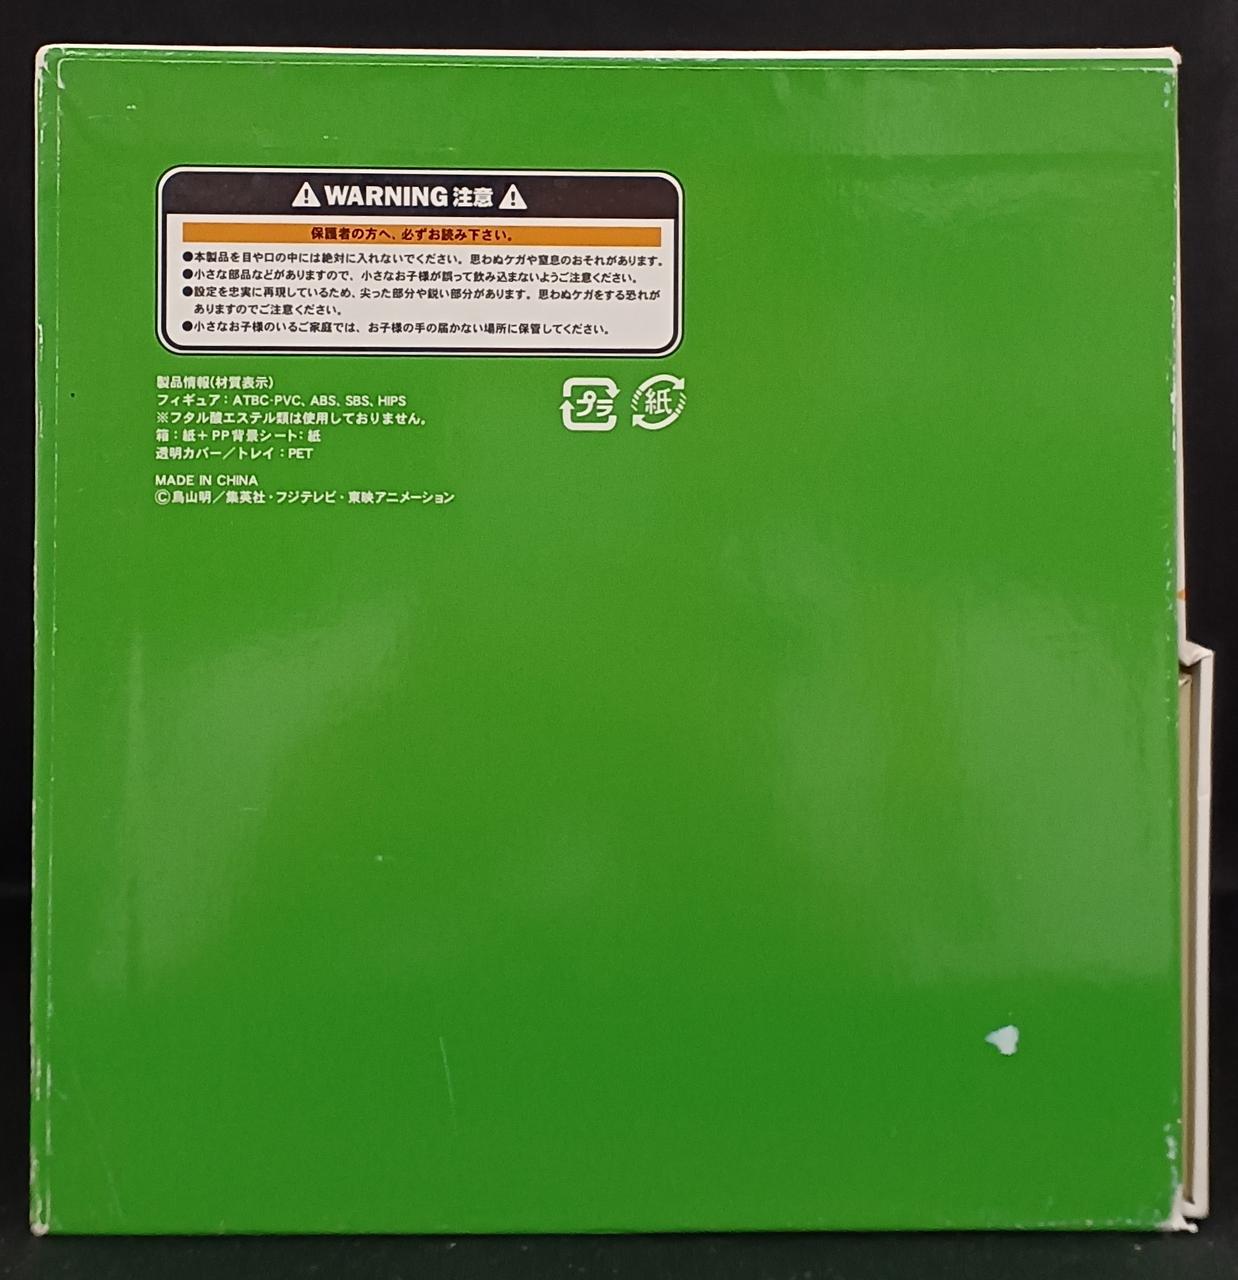 WARNING 注意
保護者の方へ、必ずお読み下さい。
●本製品を目や口の中には絶対に入れないでください。思わぬケガや窒息のおそれがあります。
●小さな部品などがありますので、小さなお子様が誤って飲み込まないようご注意ください。
●設定を忠実に再現しているため、尖った部分や鋭い部分があります。思わぬケガをする恐れが
ありますのでご注意ください。
●小さなお子様のいるご家庭では、お子様の手の届かない場所に保管してください。
製品情報(材質表示)
フィギュア：ATBC-PVC、ABS、SBS、HIPS
※フタル酸エステル類は使用しておりません。
箱：紙＋PP 背景シート：紙
透明カバー／トレイ：PET
プラ 紙
MADE IN CHINA
©鳥山明／集英社・フジテレビ・東映アニメーション